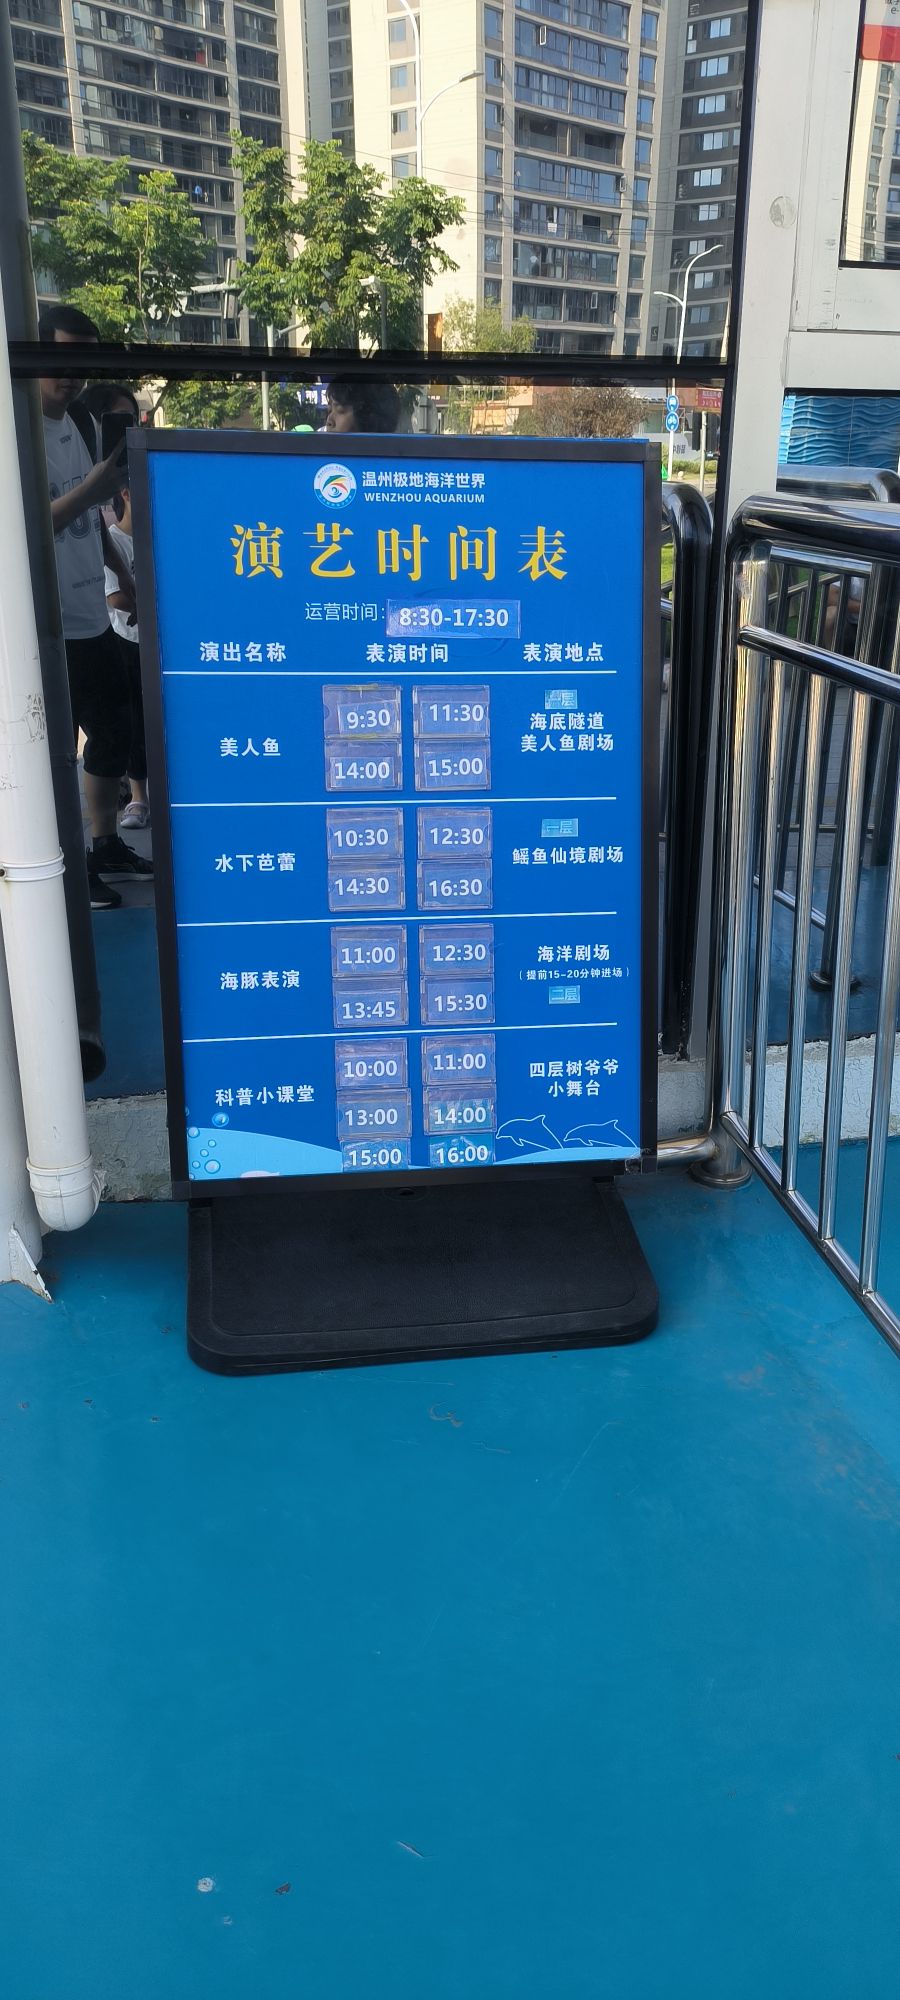 温州极地海洋世界
WENZHOU AQUARIUM
演艺时间表
运营时间: 8:30-17:30
演出名称 表演时间 表演地点
美人鱼
9:30 11:30
14:00 15:00
一层
海底隧道
美人鱼剧场
水下芭蕾
10:30 12:30
14:30 16:30
一层
鳐鱼仙境剧场
海豚表演
11:00 12:30
13:45 15:30
海洋剧场
(提前15-20分钟进场)
二层
科普小课堂
10:00 11:00
13:00 14:00
15:00 16:00
四层树爷爷
小舞台